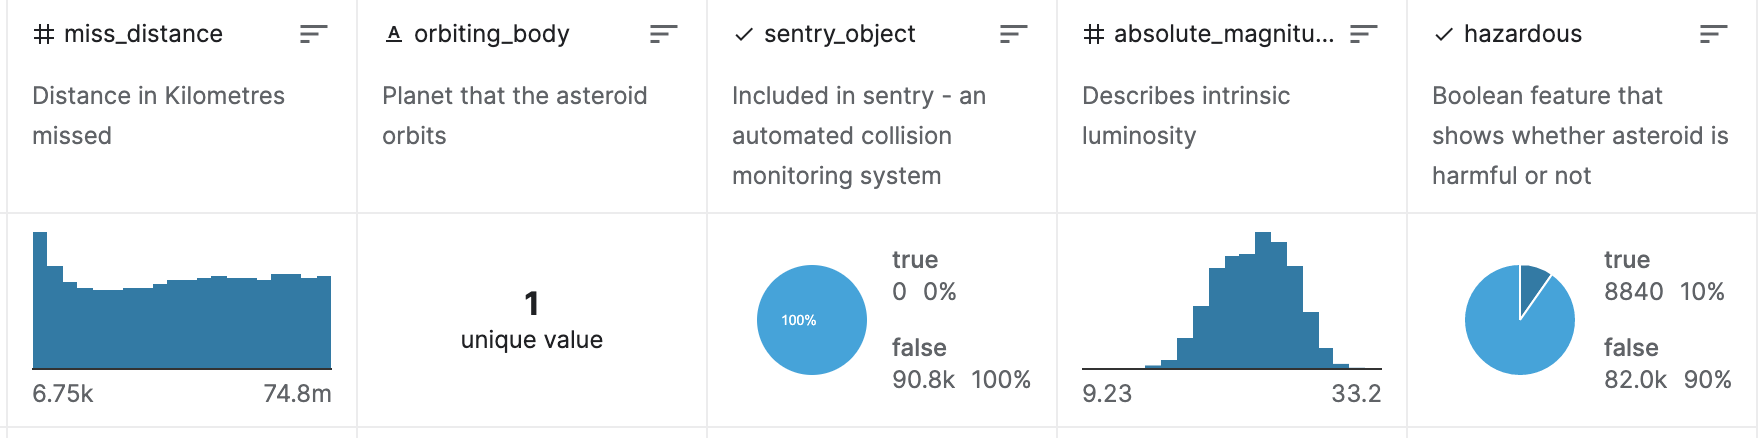 miss_distance
Distance in Kilometres
missed
6.75k 74.8m
orbiting_body
Planet that the asteroid
orbits
1
unique value
sentry_object
Included in sentry - an
automated collision
monitoring system
100%
true
0 0%
false
90.8k 100%
absolute_magnitu...
Describes intrinsic
luminosity
9.23 33.2
hazardous
Boolean feature that
shows whether asteroid is
harmful or not
true
8840 10%
false
82.0k 90%